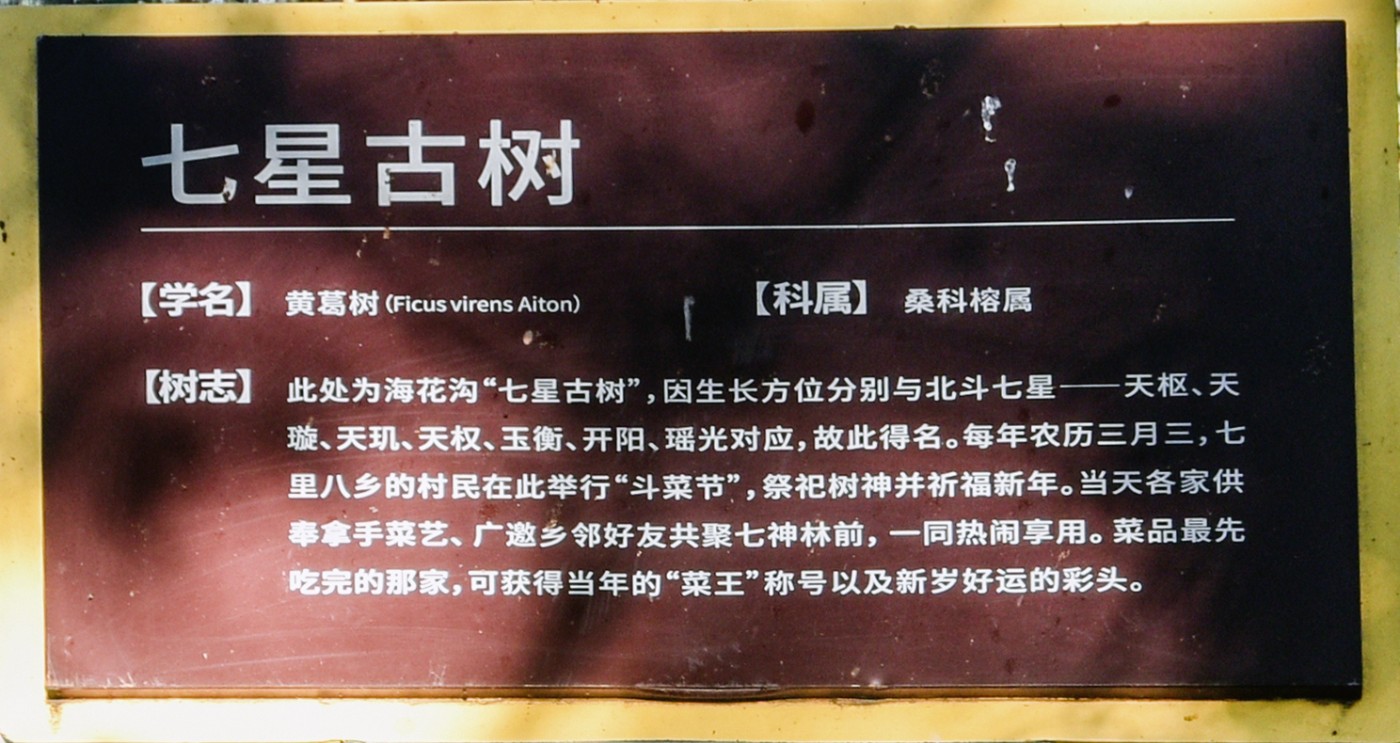 七星古树
【学名】 黄葛树(Ficus virens Aiton) 【科属】 桑科榕属
【树志】 此处为海花沟“七星古树”,因生长方位分别与北斗七星——天枢、天
璇、天玑、天权、玉衡、开阳、瑶光对应,故此得名。每年农历三月三,七
里八乡的村民在此举行“斗菜节”,祭祀树神并祈福新年。当天各家供
奉拿手菜艺、广邀乡邻好友共聚七神林前,一同热闹享用。菜品最先
吃完的那家,可获得当年的“菜王”称号以及新岁好运的彩头。